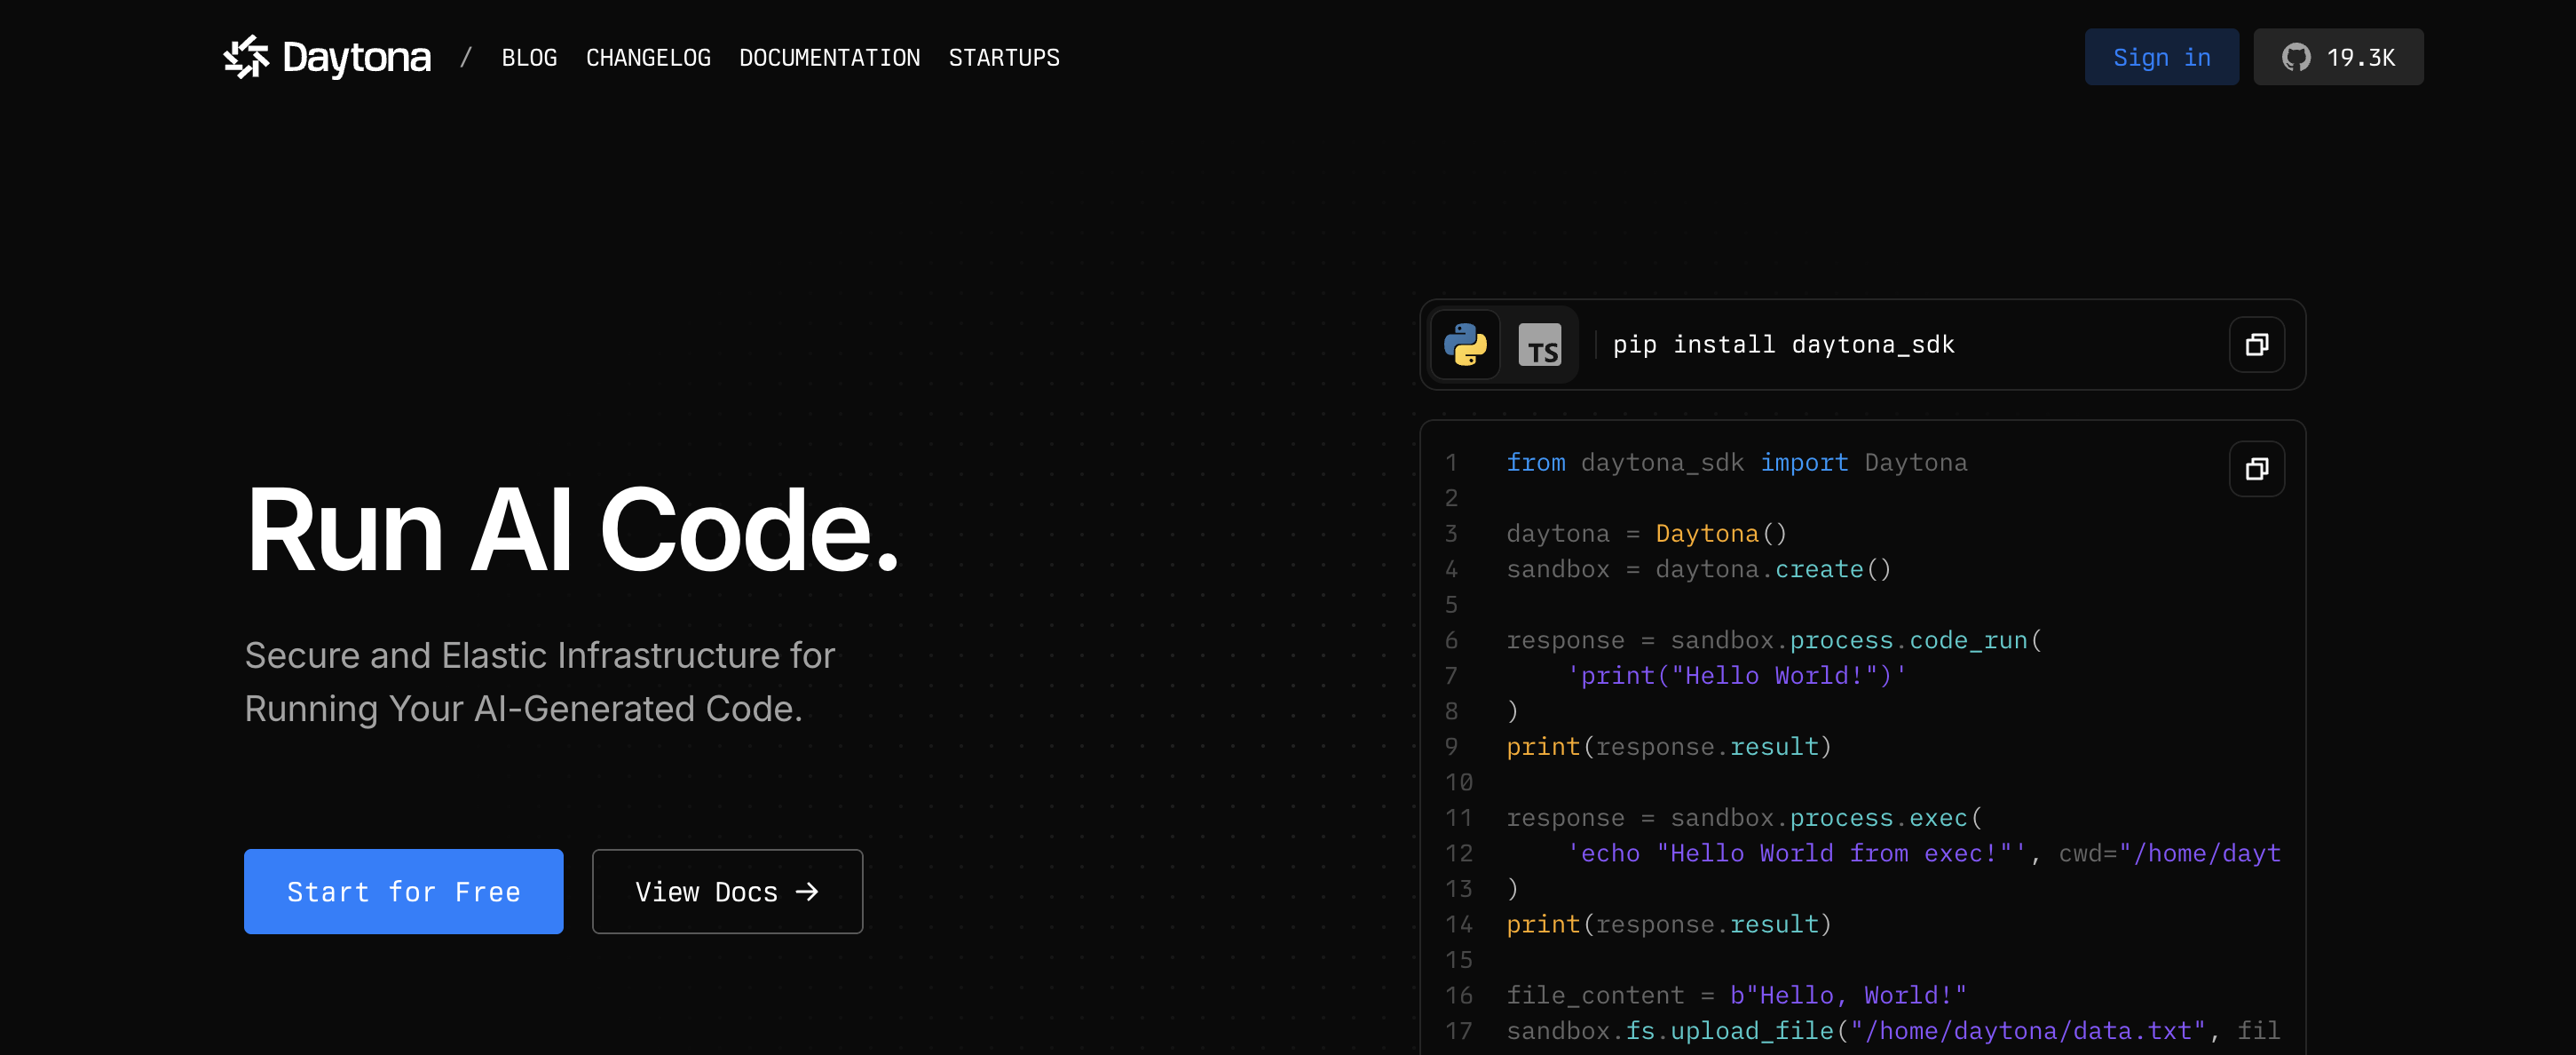 Daytona / BLOG CHANGELOG DOCUMENTATION STARTUPS Sign in 19.3K
Run AI Code.
Secure and Elastic Infrastructure for
Running Your AI-Generated Code.
Start for Free View Docs →
TS pip install daytona_sdk
1 from daytona_sdk import Daytona
2
3 daytona = Daytona()
4 sandbox = daytona.create()
5
6 response = sandbox.process.code_run(
7     'print("Hello World!")'
8 )
9 print(response.result)
10
11 response = sandbox.process.exec(
12     'echo "Hello World from exec!"', cwd="/home/dayt
13 )
14 print(response.result)
15
16 file_content = b"Hello, World!"
17 sandbox.fs.upload_file("/home/daytona/data.txt", fil